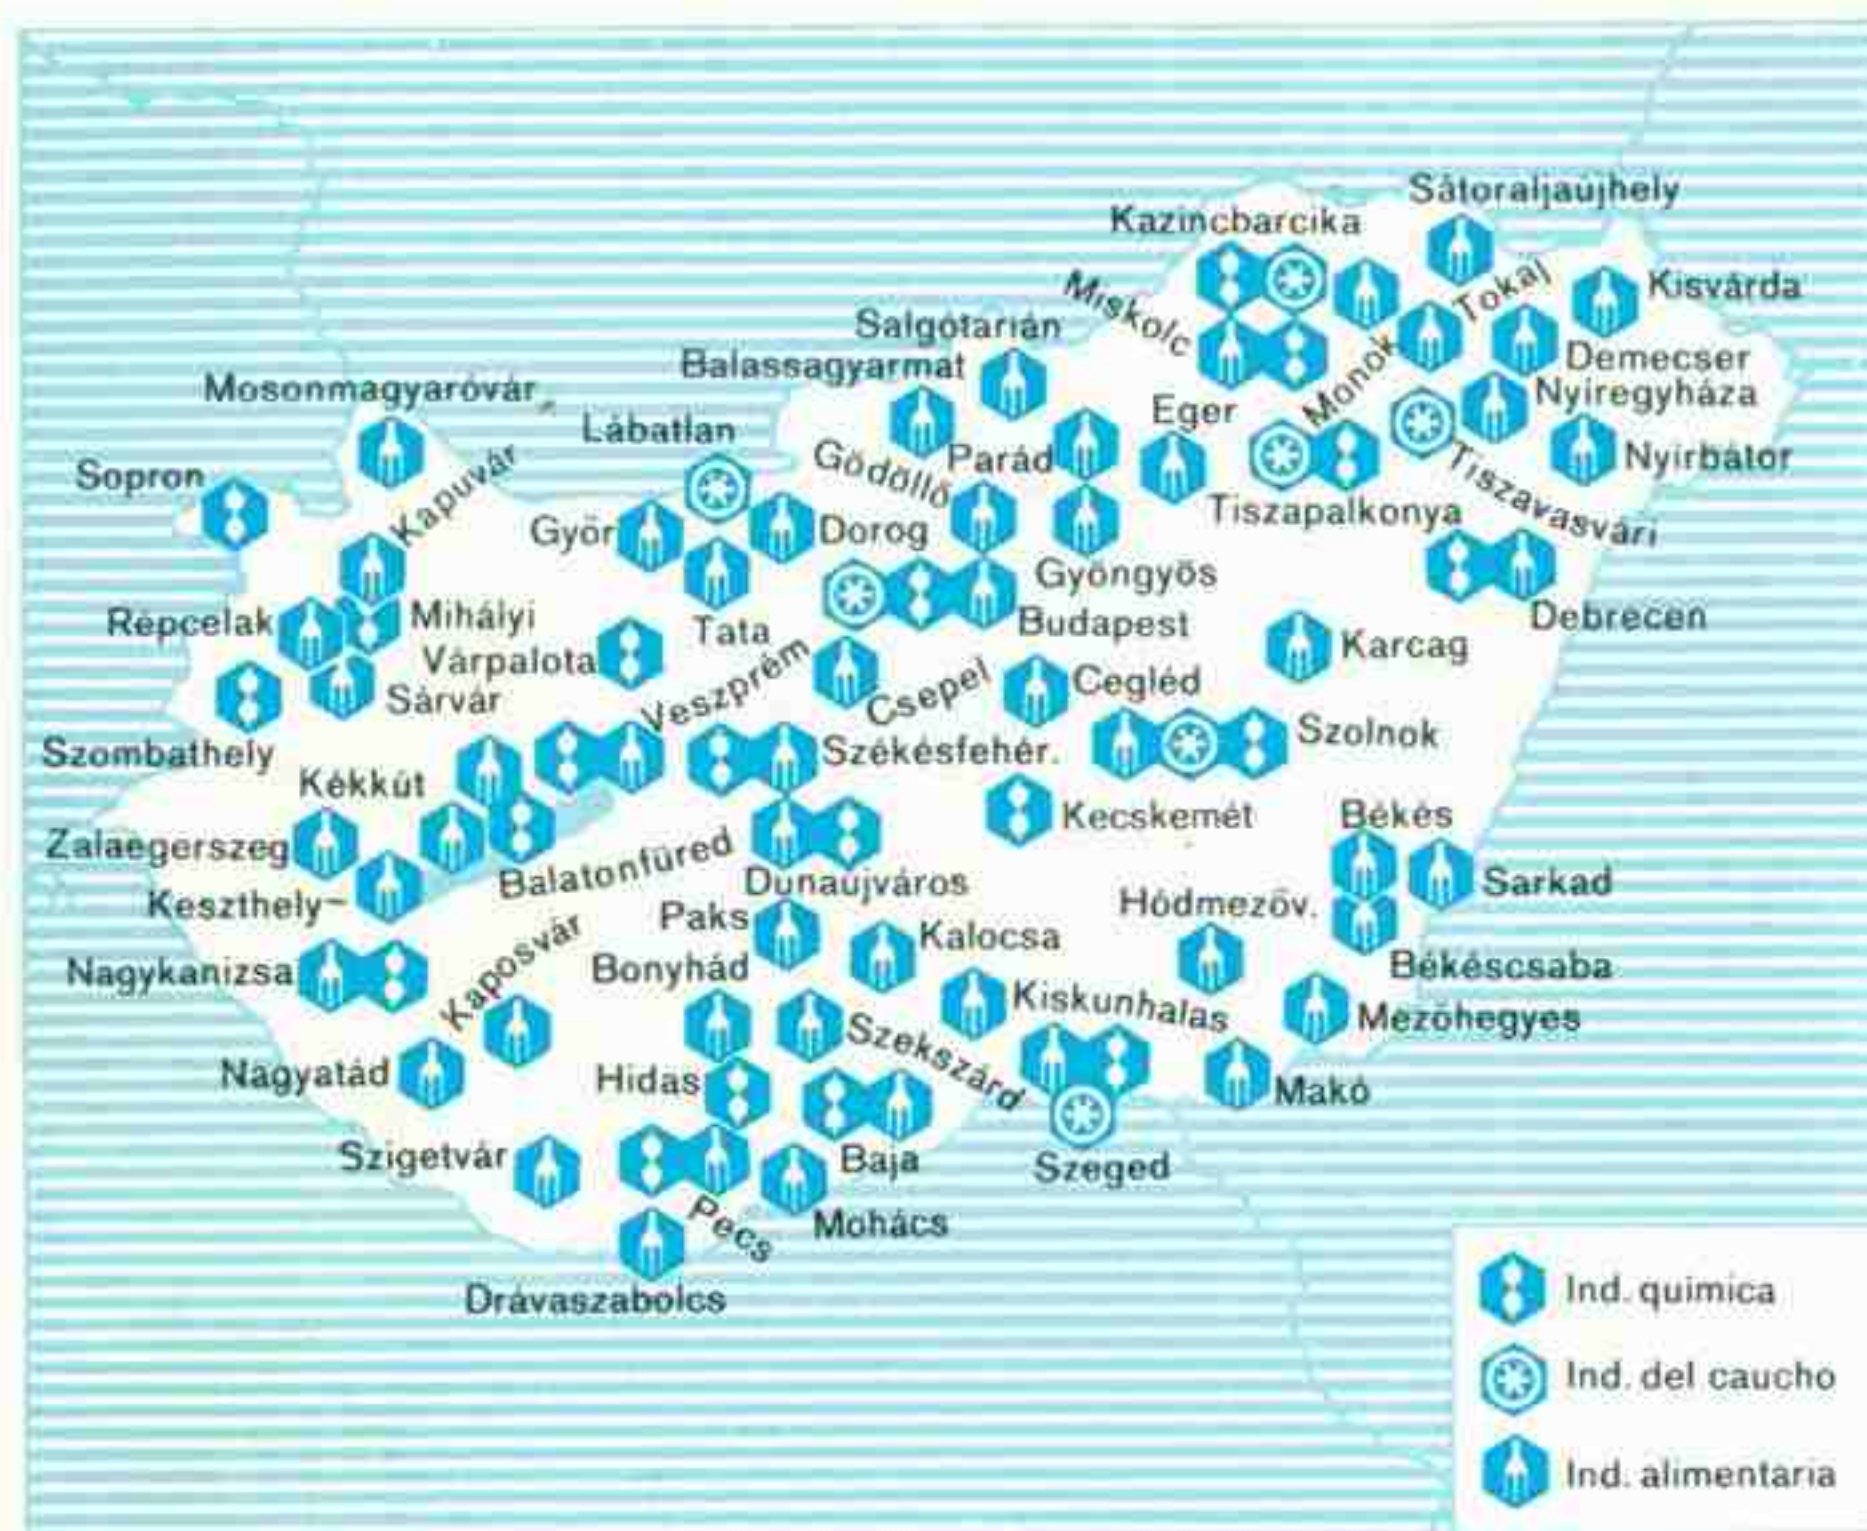 Sátoraljaújhely
Kazincbarcika
Miskolc
Tokaj
Kisvárda
Salgótarián
Balassagyarmat
Monok
Demecser
Mosonmagyaróvár
Nyíregyháza
Lábatlan
Eger
Sopron
Kapuvár
Gödöllő
Parád
Nyírbátor
Tiszapalkonya
Tiszavasvári
Győr
Dorog
Gyöngyös
Debrecen
Répcelak
Mihályi
Tata
Budapest
Várpalota
Veszprém
Karcag
Sárvár
Csepel
Cegléd
Szombathely
Székésfehér.
Szolnok
Kékkút
Kecskemét
Békés
Zalaegerszeg
Balatonfüred
Dunaújváros
Sarkad
Keszthely
Hódmezőv.
Paks
Kalocsa
Nagykanizsa
Kaposvár
Bonyhád
Békéscsaba
Kiskunhalas
Mezőhegyes
Nagyatád
Hidas
Szekszárd
Makó
Szigetvár
Baja
Szeged
Pécs
Mohács
Drávaszabolcs
Ind. química
Ind. del caucho
Ind. alimentaria